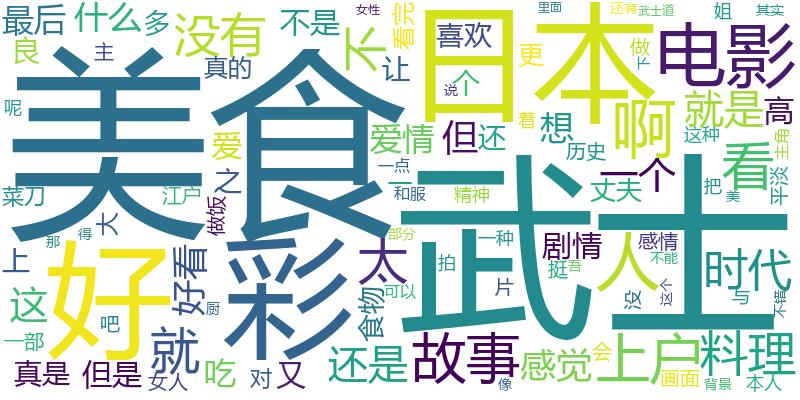 最后 什么 多 没有 不是 不 看完 女性 喜欢 日本 里面 武士道 还有 姐 做 其实
良 主 真的 让 更 电影
呢 美食 个 说 啊 就是 高 下
爱 爱情 但 还 着 想 历史 这种 主角
菜刀 江户 之 做饭 一点 和服 精神 武士 一个 丈夫 看 把 平淡 美
那 得 大 部分
上 好 好看 彩 太 拍 一种 剧情 挺 吾 人 感情 不能 时代
这 吧 厨 食物 可以 片 没 这个 与 不错
一部 就 还是 故事 感觉 会 上户 料理
真是 但是 女人 吃 对 又 像 画面 背景 本人